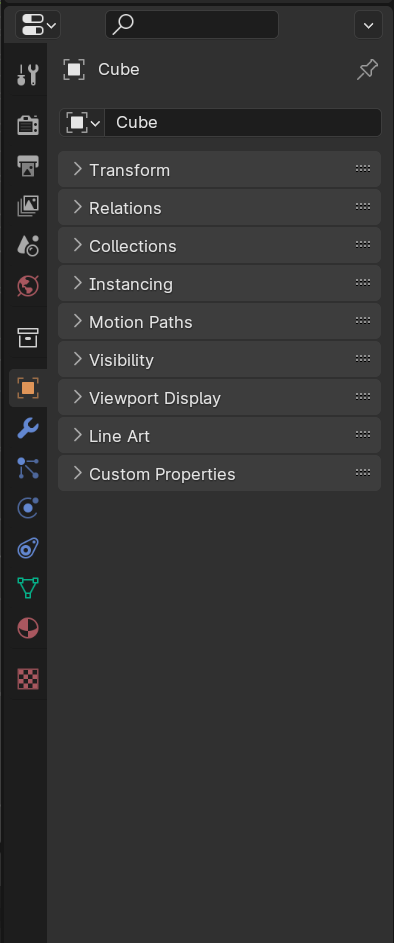 Cube
Cube
Transform
Relations
Collections
Instancing
Motion Paths
Visibility
Viewport Display
Line Art
Custom Properties